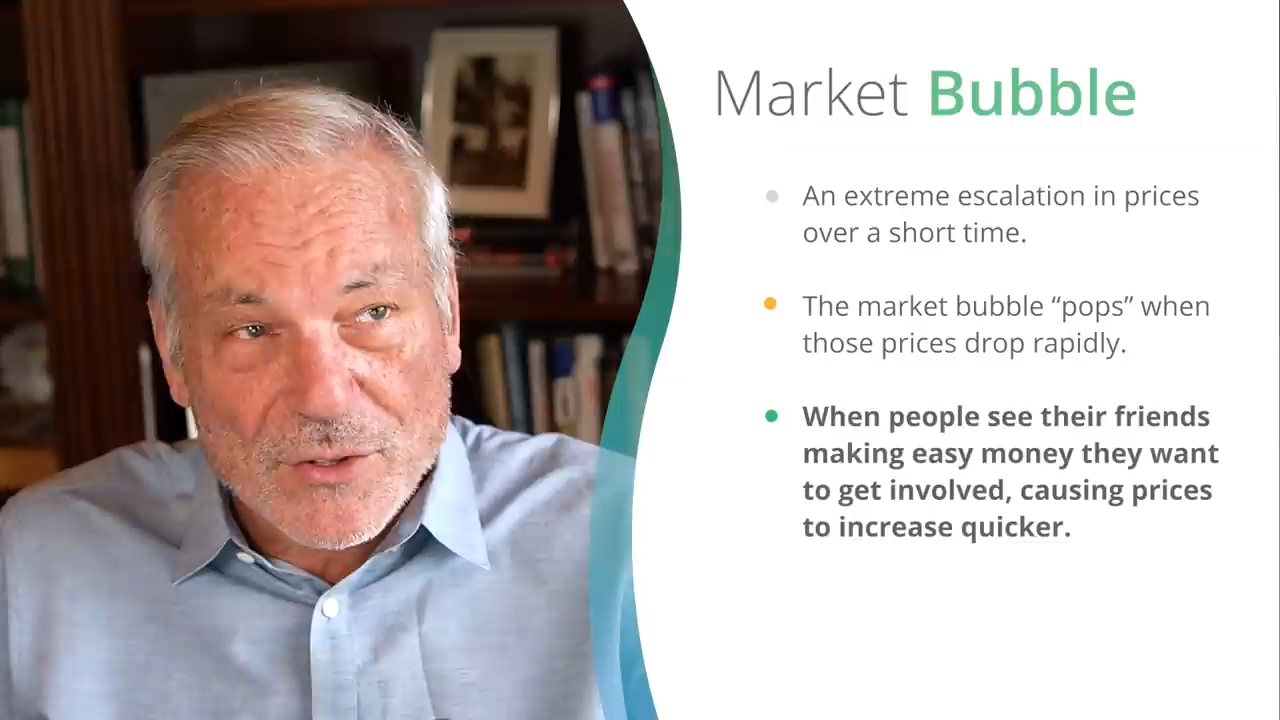 Market Bubble
An extreme escalation in prices
over a short time.
The market bubble “pops” when
those prices drop rapidly.
When people see their friends
making easy money they want
to get involved, causing prices
to increase quicker.